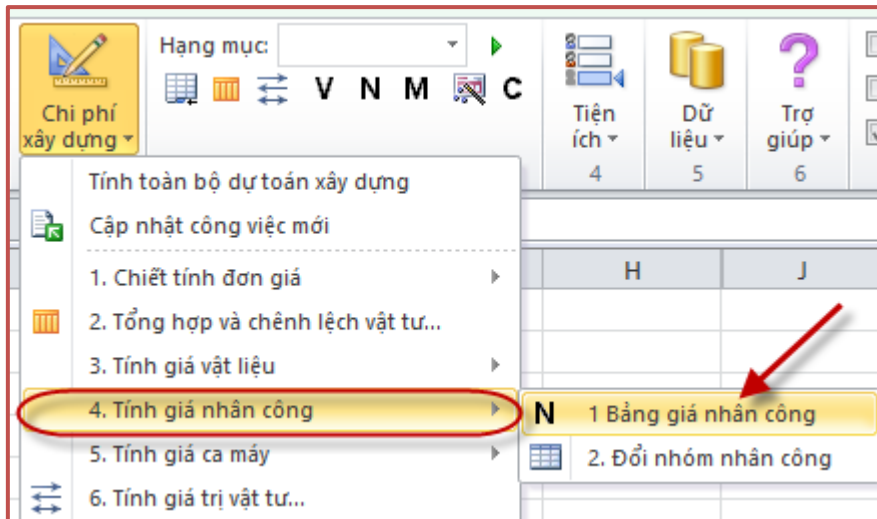 Hạng mục:
V N M C
Chi phí
xây dựng
Tiện
ích
Dữ
liệu
Trợ
giúp
4
5
6
Tính toàn bộ dự toán xây dựng
Cập nhật công việc mới
1. Chiết tính đơn giá
2. Tổng hợp và chênh lệch vật tư...
3. Tính giá vật liệu
4. Tính giá nhân công
5. Tính giá ca máy
6. Tính giá trị vật tư...
H
J
N 1 Bảng giá nhân công
2. Đổi nhóm nhân công